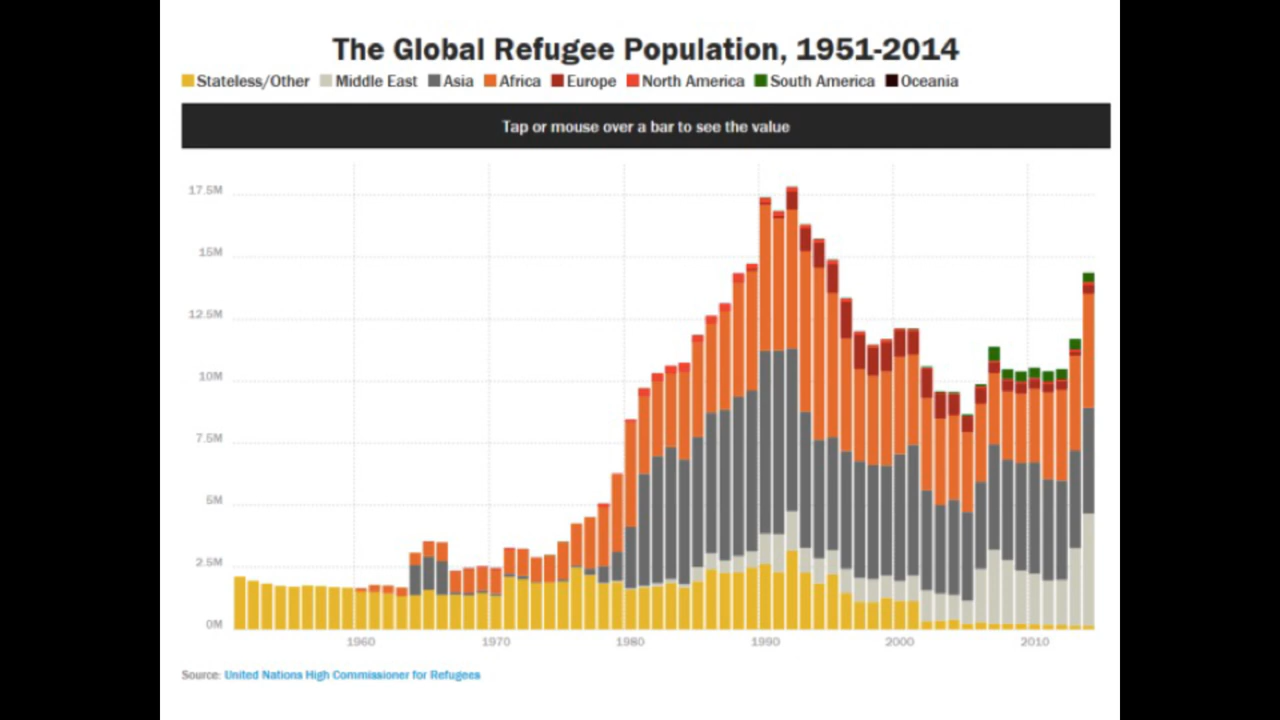 The Global Refugee Population, 1951-2014
Stateless/Other Middle East Asia Africa Europe North America South America Oceania
Tap or mouse over a bar to see the value
17.5M
15M
12.5M
10M
7.5M
5M
2.5M
0M
1960 1970 1980 1990 2000 2010
Source: United Nations High Commissioner for Refugees